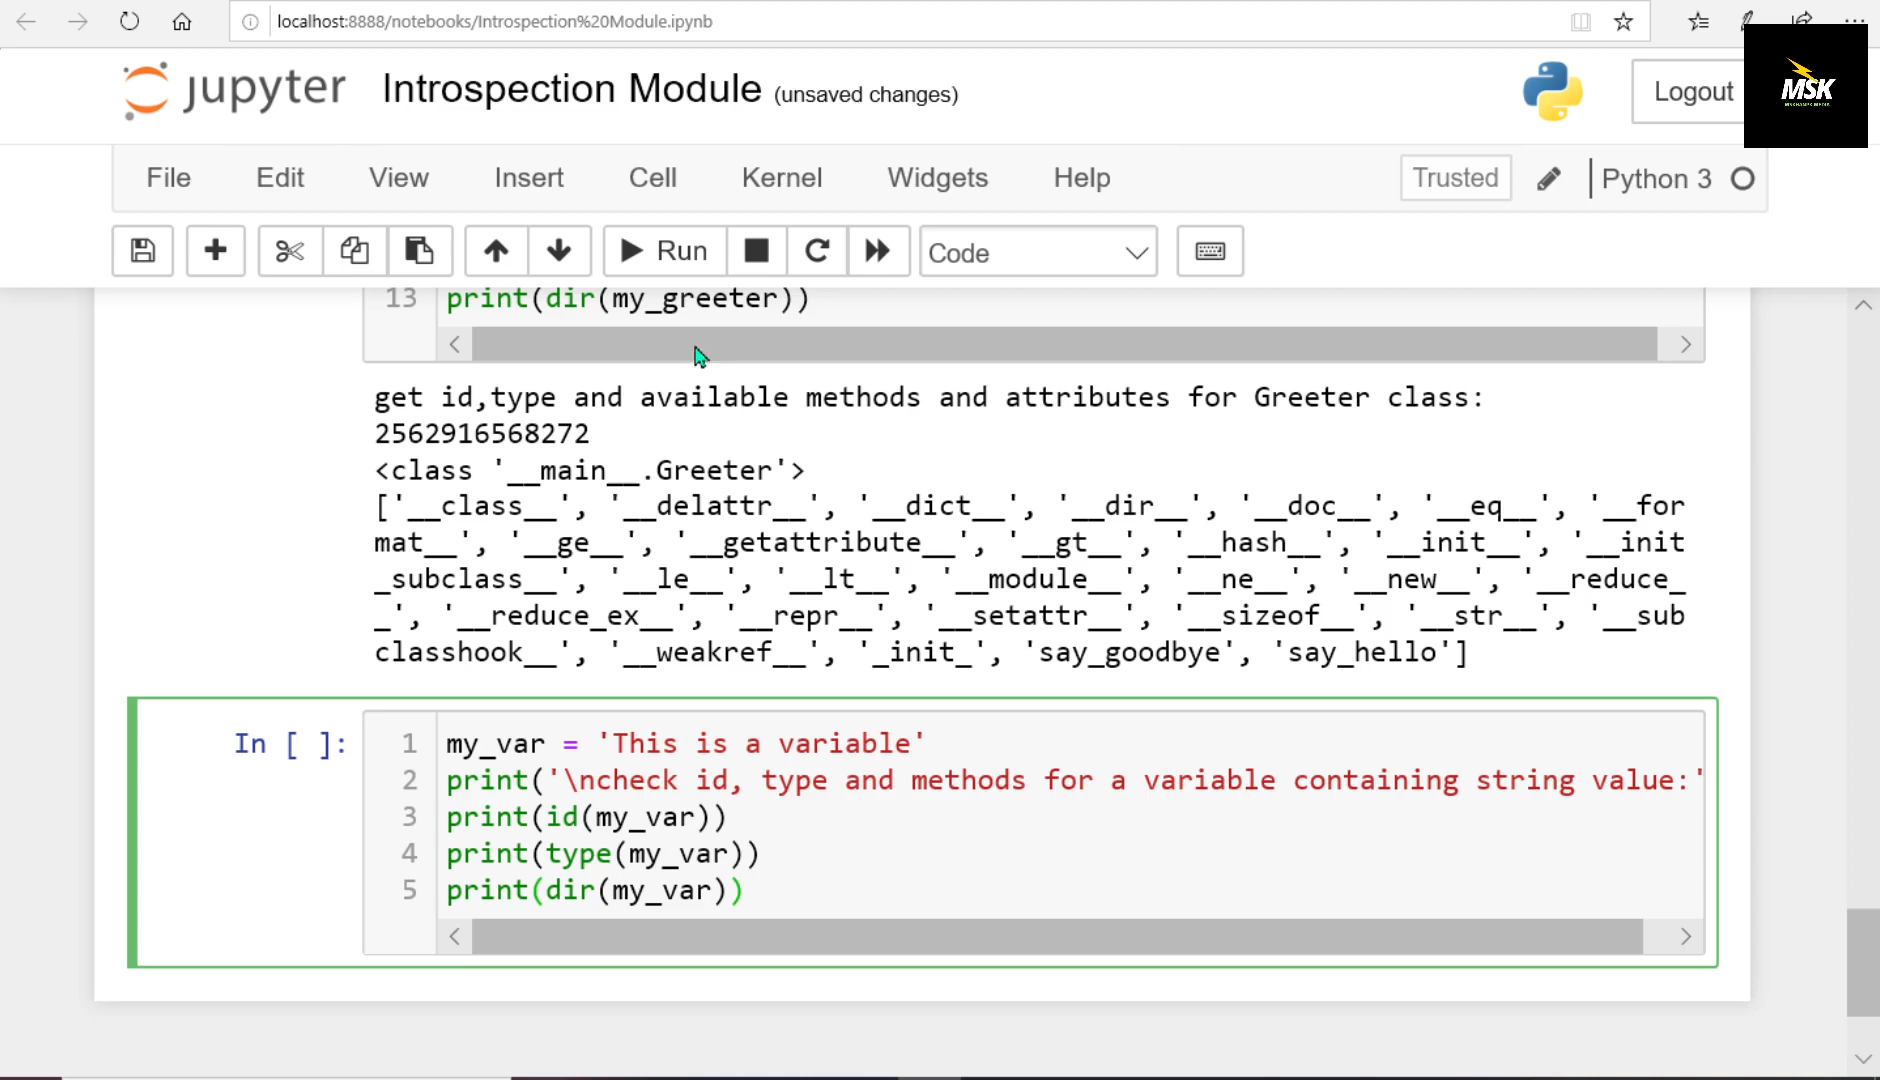 localhost:8888/notebooks/Introspection%20Module.ipynb
jupyter Introspection Module (unsaved changes)
Logout
MSK
File Edit View Insert Cell Kernel Widgets Help Trusted Python 3
Run Code
13 print(dir(my_greeter))
get id,type and available methods and attributes for Greeter class:
2562916568272
<class '__main__.Greeter'>
['__class__', '__delattr__', '__dict__', '__dir__', '__doc__', '__eq__', '__for
mat__', '__ge__', '__getattribute__', '__gt__', '__hash__', '__init__', '__init
_subclass__', '__le__', '__lt__', '__module__', '__ne__', '__new__', '__reduce_
_', '__reduce_ex__', '__repr__', '__setattr__', '__sizeof__', '__str__', '__sub
classhook__', '__weakref__', '_init_', 'say_goodbye', 'say_hello']
In [ ]: 1 my_var = 'This is a variable'
2 print('\ncheck id, type and methods for a variable containing string value:'
3 print(id(my_var))
4 print(type(my_var))
5 print(dir(my_var))